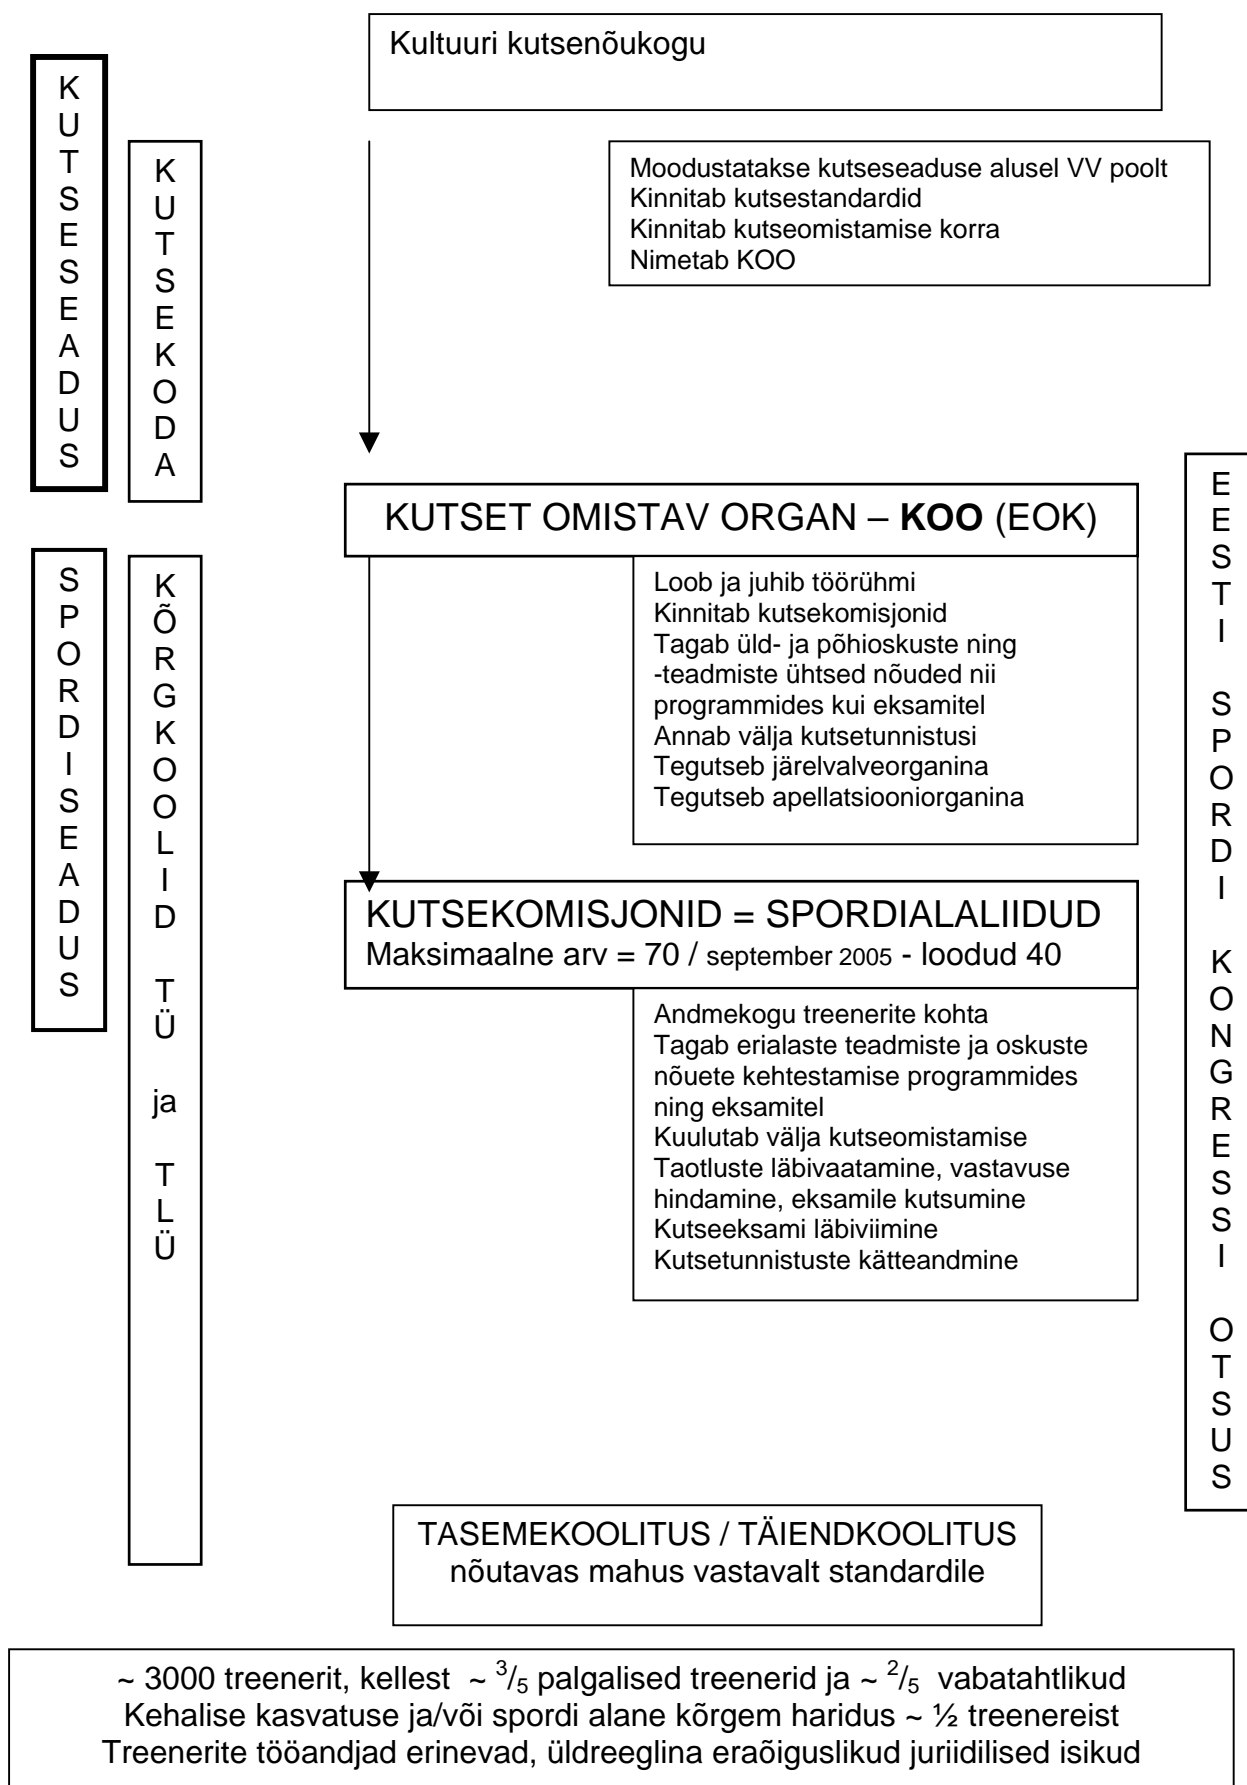 Kultuuri kutsenõukogu
KUTSESEADUS
KUTSEKODA
Moodustatakse kutseseaduse alusel VV poolt
Kinnitab kutsestandardid
Kinnitab kutseomistamise korra
Nimetab KOO
KUTSET OMISTAV ORGAN – KOO (EOK)
SPORDISEADUS
KÕRGKOOLID TÜ ja TLÜ
EESTI SPORDI KONGRESSI OTSUS
Loob ja juhib töörühmi
Kinnitab kutsekomisjonid
Tagab üld- ja põhioskuste ning
-teadmiste ühtsed nõuded nii
programmides kui eksamitel
Annab välja kutsetunnistusi
Tegutseb järelvalveorganina
Tegutseb apellatsiooniorganina
KUTSEKOMISJONID = SPORDIALALIIDUD
Maksimaalne arv = 70 / september 2005 - loodud 40
Andmekogu treenerite kohta
Tagab erialaste teadmiste ja oskuste
nõuete kehtestamise programmides
ning eksamitel
Kuulutab välja kutseomistamise
Taotluste läbivaatamine, vastavuse
hindamine, eksamile kutsumine
Kutseeksami läbiviimine
Kutsetunnistuste kätteandmine
TASEMEKOOLITUS / TÄIENDKOOLITUS
nõutavas mahus vastavalt standardile
~ 3000 treenerit, kellest ~ 3/5 palgalised treenerid ja ~ 2/5 vabatahtlikud
Kehalise kasvatuse ja/või spordi alane kõrgem haridus ~ ½ treenereist
Treenerite tööandjad erinevad, üldreeglina eraõiguslikud juriidilised isikud